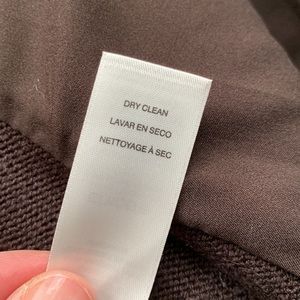 DRY CLEAN
LAVAR EN SECO
NETTOYAGE À SEC